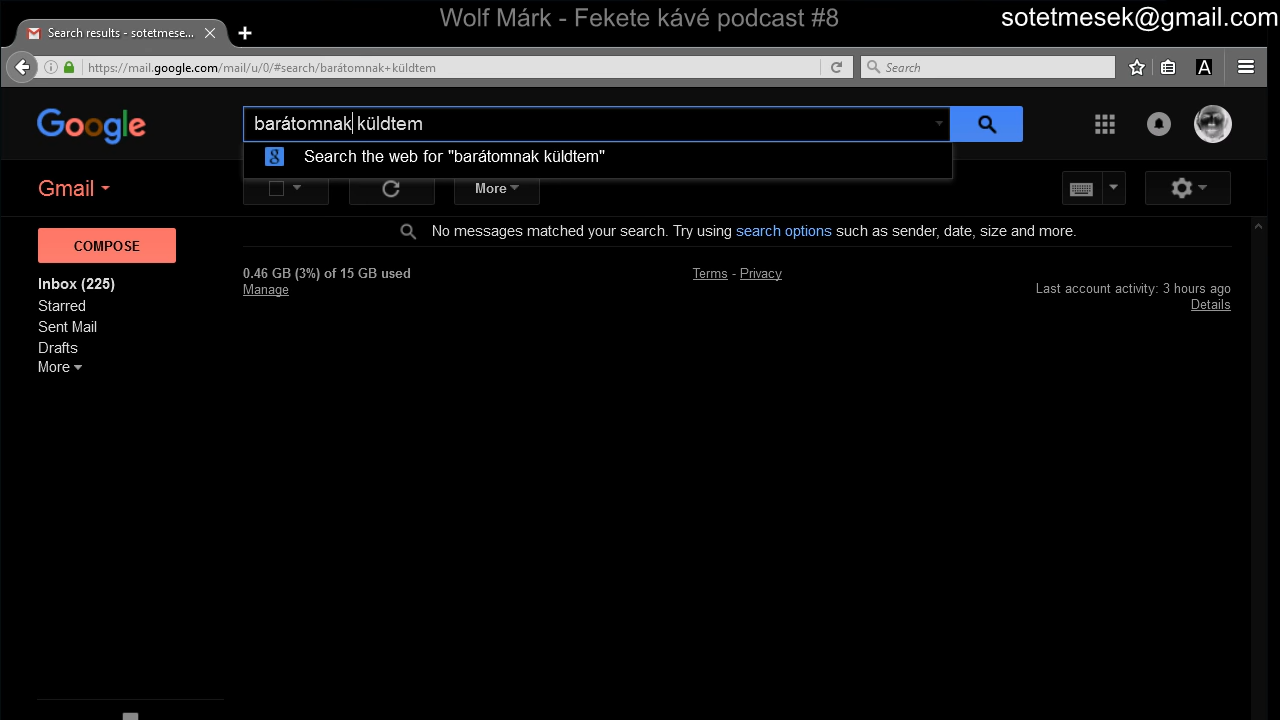 Wolf Márk - Fekete kávé podcast #8
sotetmesek@gmail.com
Search results - sotetmese...
https://mail.google.com/mail/u/0/#search/barátomnak+küldtem
Search
A
Google
barátomnak küldtem
8 Search the web for "barátomnak küldtem"
Gmail
More
COMPOSE
No messages matched your search. Try using search options such as sender, date, size and more.
Inbox (225)
Starred
Sent Mail
Drafts
More
0.46 GB (3%) of 15 GB used
Manage
Terms - Privacy
Last account activity: 3 hours ago
Details